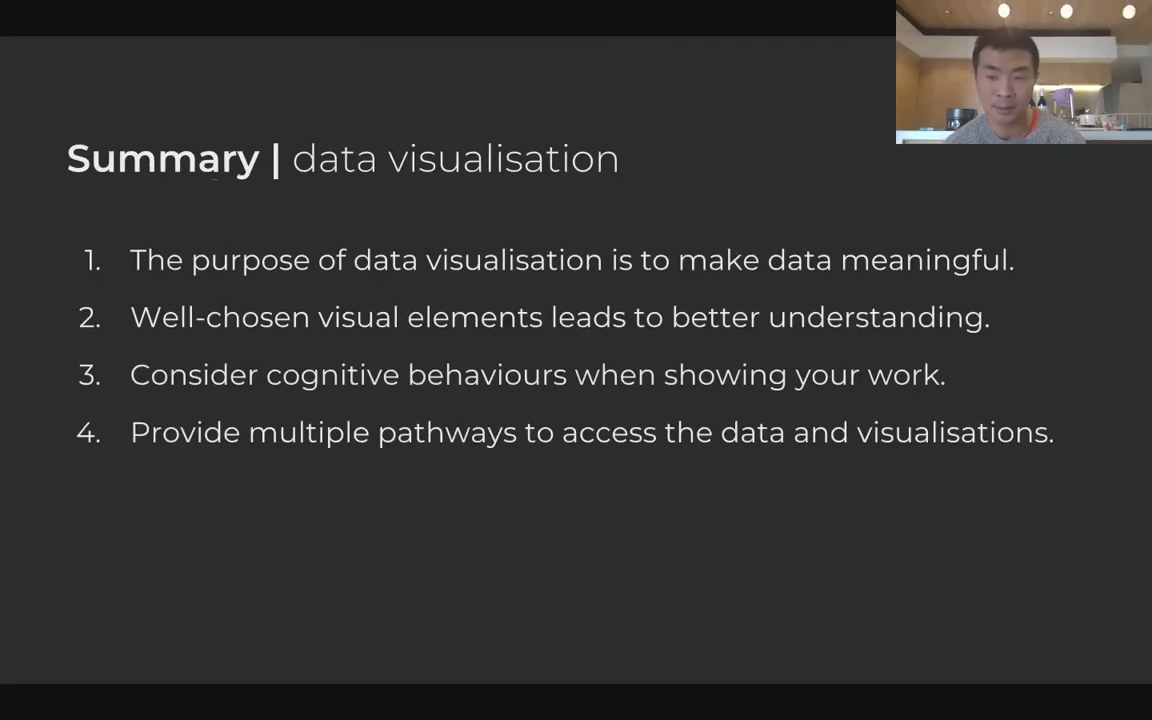 Summary | data visualisation
1. The purpose of data visualisation is to make data meaningful.
2. Well-chosen visual elements leads to better understanding.
3. Consider cognitive behaviours when showing your work.
4. Provide multiple pathways to access the data and visualisations.